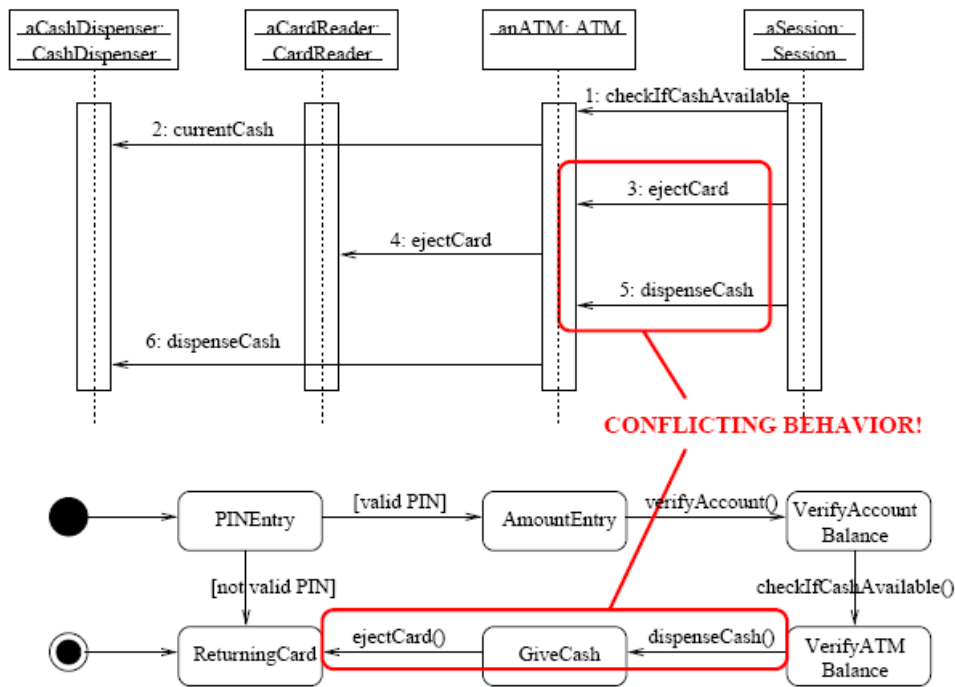 aCashDispenser:
CashDispenser
aCardReader:
CardReader
anATM: ATM
aSession:
Session
1: checkIfCashAvailable
2: currentCash
3: ejectCard
4: ejectCard
5: dispenseCash
6: dispenseCash
CONFLICTING BEHAVIOR!
PINEntry
[valid PIN]
AmountEntry
verifyAccount()
VerifyAccount
Balance
[not valid PIN]
checkIfCashAvailable()
ReturningCard
ejectCard()
GiveCash
dispenseCash()
VerifyATM
Balance